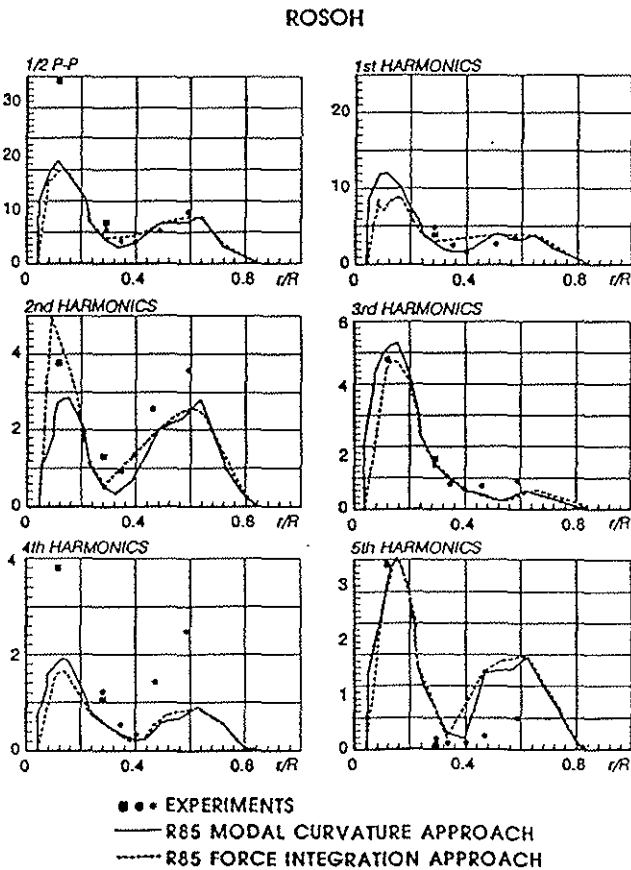 ROSOH
1/2 P-P
30
20
10
0
0 0.4 0.8 r/R
1st HARMONICS
20
10
0
0 0.4 0.8 r/R
2nd HARMONICS
4
2
0
0 0.4 0.8 r/R
3rd HARMONICS
6
4
2
0
0 0.4 0.8 r/R
4th HARMONICS
4
2
0
0 0.4 0.8 r/R
5th HARMONICS
3
2
1
0
0 0.4 0.8 r/R
■ ● • EXPERIMENTS
R85 MODAL CURVATURE APPROACH
R85 FORCE INTEGRATION APPROACH